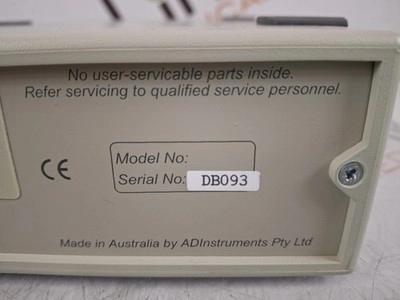 No user-servicable parts inside.
Refer servicing to qualified service personnel.
CE
Model No:
Serial No: DB093
Made in Australia by ADInstruments Pty Ltd